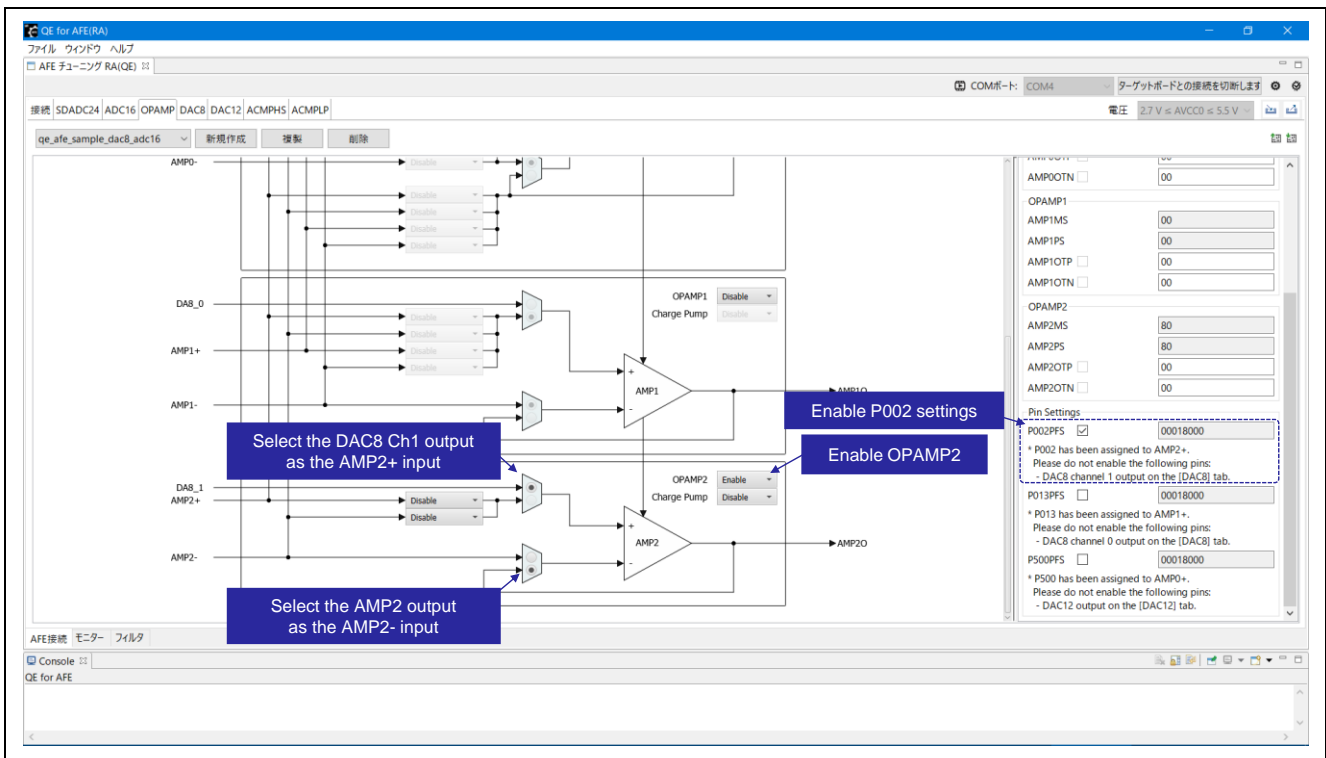 QE for AFE(RA)
ファイル ウィンドウ ヘルプ
AFE チューニング RA(QE)
COMポート: COM4 ターゲットボードとの接続を切断します
接続 SDADC24 ADC16 OPAMP DAC8 DAC12 ACMPHS ACMPLP
電圧 2.7 V ≤ AVCC0 ≤ 5.5 V
qe_afe_sample_dac8_adc16 新規作成 複製 削除
AMP0-
Disable
Disable
Disable
Disable
Disable
DA8_0
OPAMP1 Disable
Charge Pump Disable
Disable
Disable
AMP1+
Disable
Disable
AMP1
+
-
AMP1O
AMP1-
Select the DAC8 Ch1 output
as the AMP2+ input
Enable P002 settings
Enable OPAMP2
DA8_1
OPAMP2 Enable
AMP2+
Disable
Charge Pump Disable
Disable
+
AMP2
-
AMP2O
AMP2-
Select the AMP2 output
as the AMP2- input
AMP0OTN 00
OPAMP1
AMP1MS 00
AMP1PS 00
AMP1OTP 00
AMP1OTN 00
OPAMP2
AMP2MS 80
AMP2PS 80
AMP2OTP 00
AMP2OTN 00
Pin Settings
P002PFS 00018000
* P002 has been assigned to AMP2+.
Please do not enable the following pins:
- DAC8 channel 1 output on the [DAC8] tab.
P013PFS 00018000
* P013 has been assigned to AMP1+.
Please do not enable the following pins:
- DAC8 channel 0 output on the [DAC8] tab.
P500PFS 00018000
* P500 has been assigned to AMP0+.
Please do not enable the following pins:
- DAC12 output on the [DAC12] tab.
AFE接続 モニター フィルタ
Console
QE for AFE